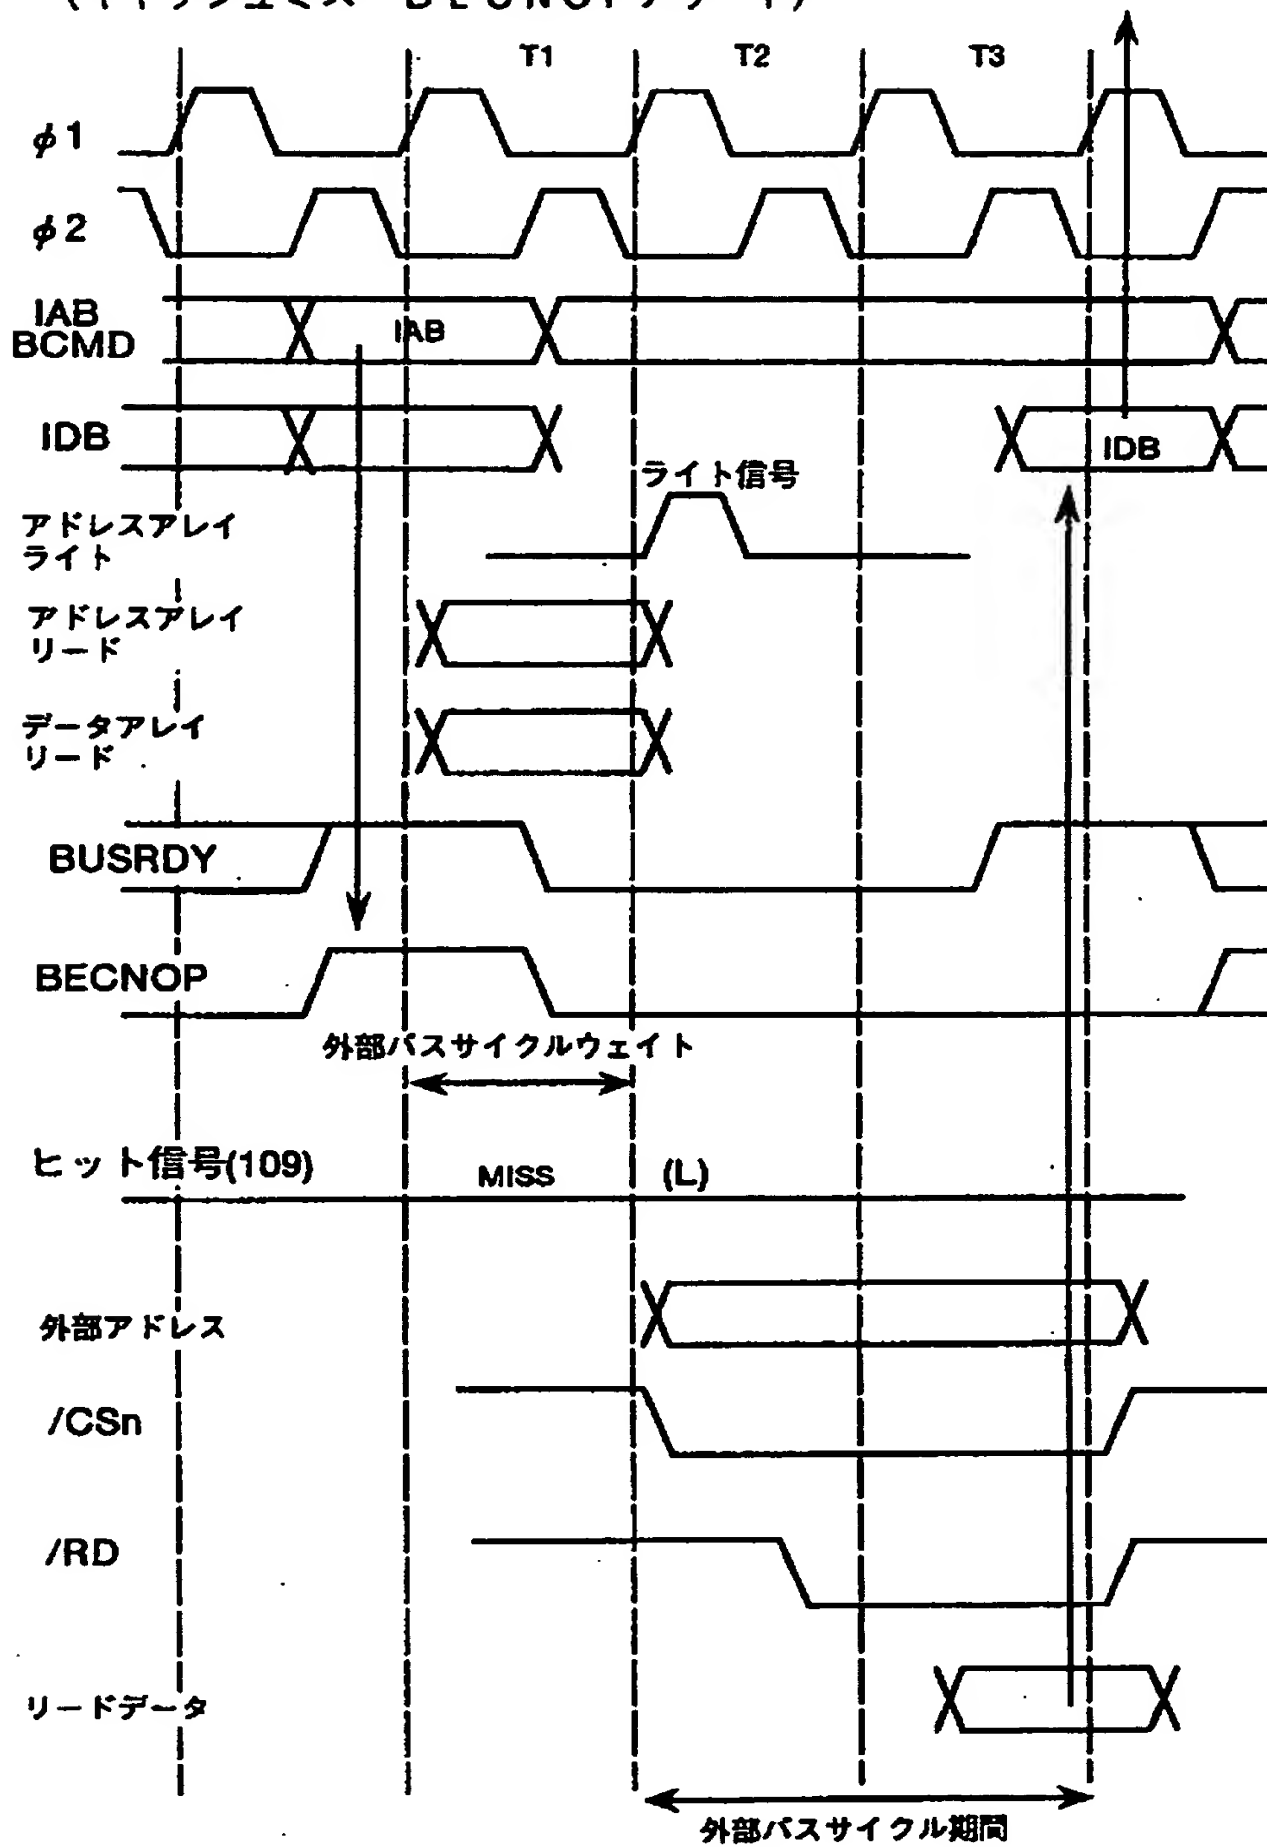 T1 T2 T3
φ1
φ2
IAB
BCMD
IAB
IDB
IDB
ライト信号
アドレスアレイ
ライト
アドレスアレイ
リード
データアレイ
リード
BUSRDY
BECNOP
外部バスサイクルウェイト
ヒット信号(109)
MISS (L)
外部アドレス
/CSn
/RD
リードデータ
外部バスサイクル期間